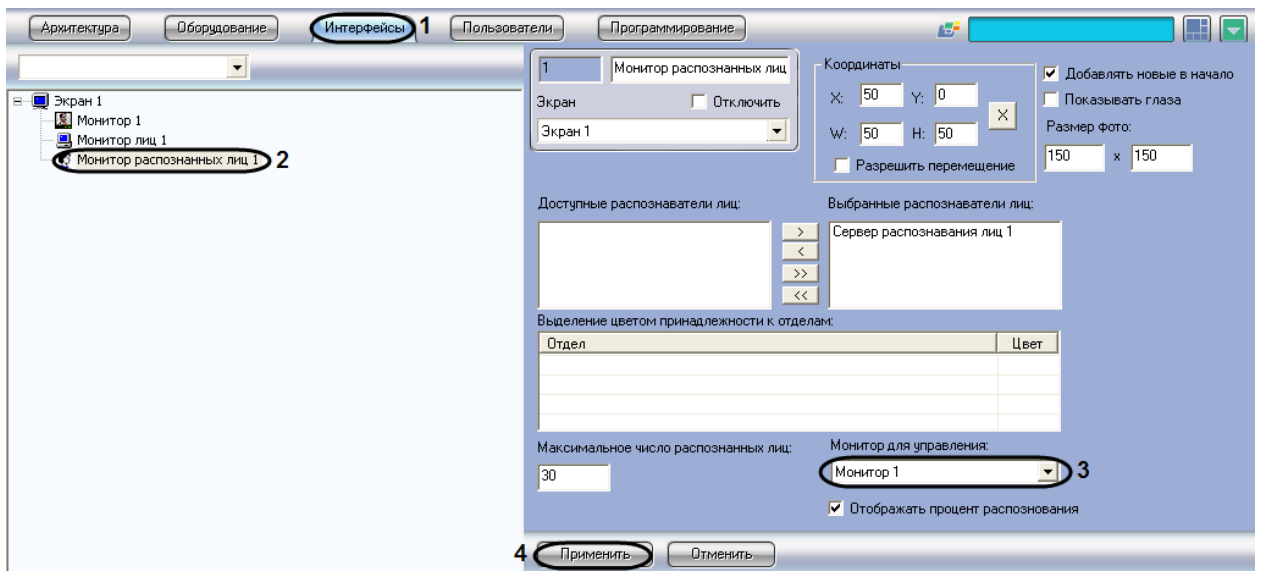 Архитектура Оборудование Интерфейсы 1 Пользователи Программирование
Экран 1
Монитор 1
Монитор лиц 1
Монитор распознанных лиц 1 2
1 Монитор распознанных лиц
Экран Отключить
Экран 1
Координаты
X: 50 Y: 0
X
W: 50 H: 50
Разрешить перемещение
Добавлять новые в начало
Показывать глаза
Размер фото:
150 x 150
Доступные распознаватели лиц: Выбранные распознаватели лиц:
> Сервер распознавания лиц 1
<
>>
<<
Выделение цветом принадлежности к отделам:
Отдел Цвет
Максимальное число распознанных лиц: Монитор для управления:
30 Монитор 1 3
Отображать процент распознования
4 Применить Отменить